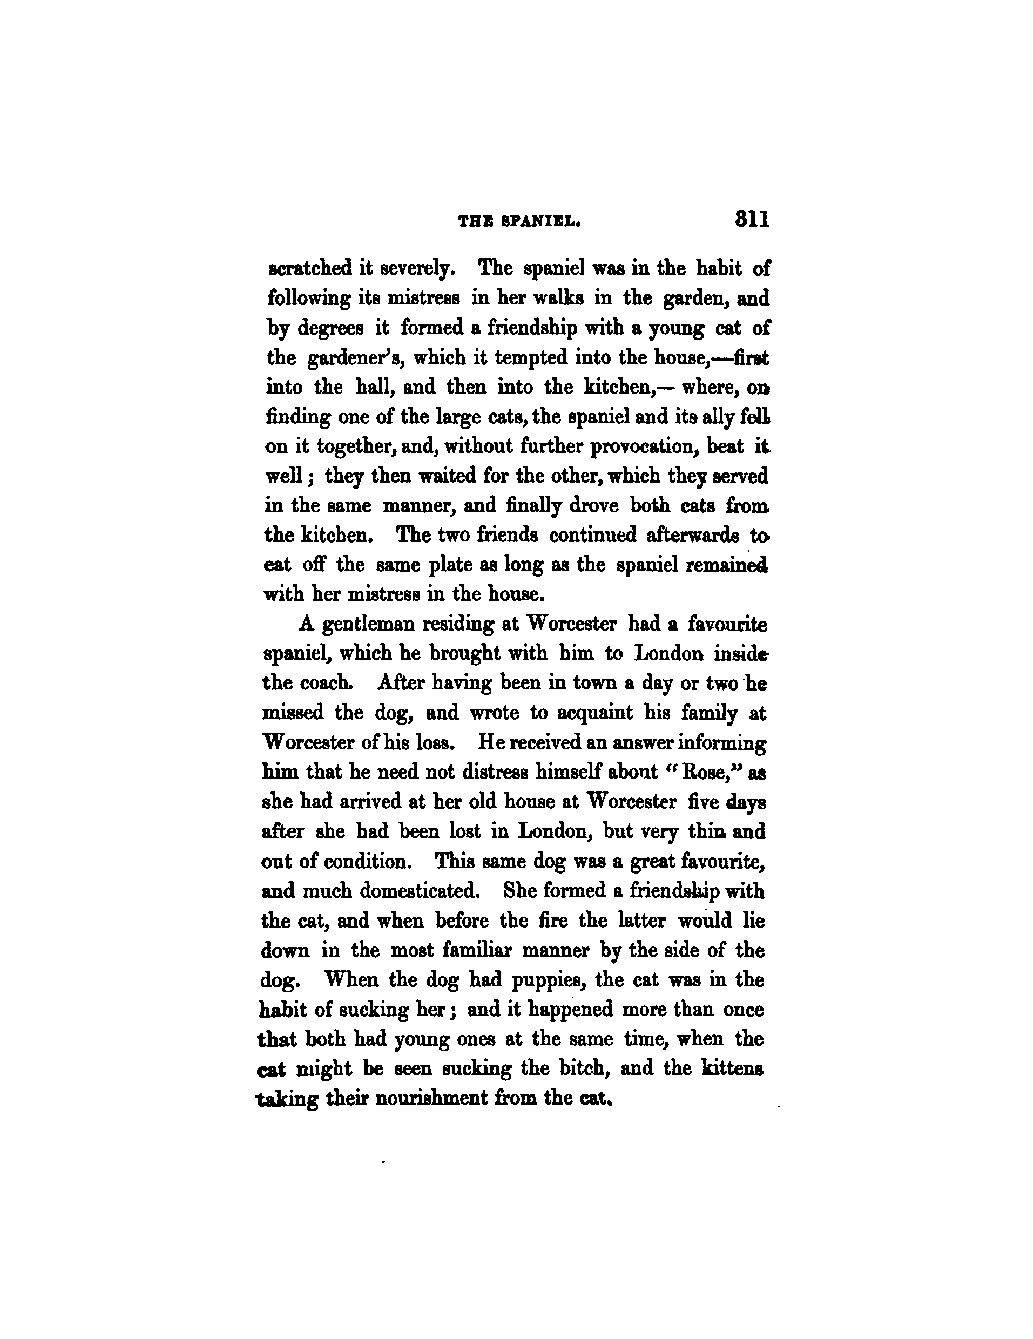 THE SPANIEL. 311
scratched it severely. The spaniel was in the habit of
following its mistress in her walks in the garden, and
by degrees it formed a friendship with a young cat of
the gardener's, which it tempted into the house,—first
into the hall, and then into the kitchen,— where, on
finding one of the large cats, the spaniel and its ally fell
on it together, and, without further provocation, beat it
well; they then waited for the other, which they served
in the same manner, and finally drove both cats from
the kitchen. The two friends continued afterwards to
eat off the same plate as long as the spaniel remained
with her mistress in the house.
A gentleman residing at Worcester had a favourite
spaniel, which he brought with him to London inside
the coach. After having been in town a day or two he
missed the dog, and wrote to acquaint his family at
Worcester of his loss. He received an answer informing
him that he need not distress himself about "Rose," as
she had arrived at her old house at Worcester five days
after she had been lost in London, but very thin and
out of condition. This same dog was a great favourite,
and much domesticated. She formed a friendship with
the cat, and when before the fire the latter would lie
down in the most familiar manner by the side of the
dog. When the dog had puppies, the cat was in the
habit of sucking her; and it happened more than once
that both had young ones at the same time, when the
cat might be seen sucking the bitch, and the kittens
taking their nourishment from the cat.